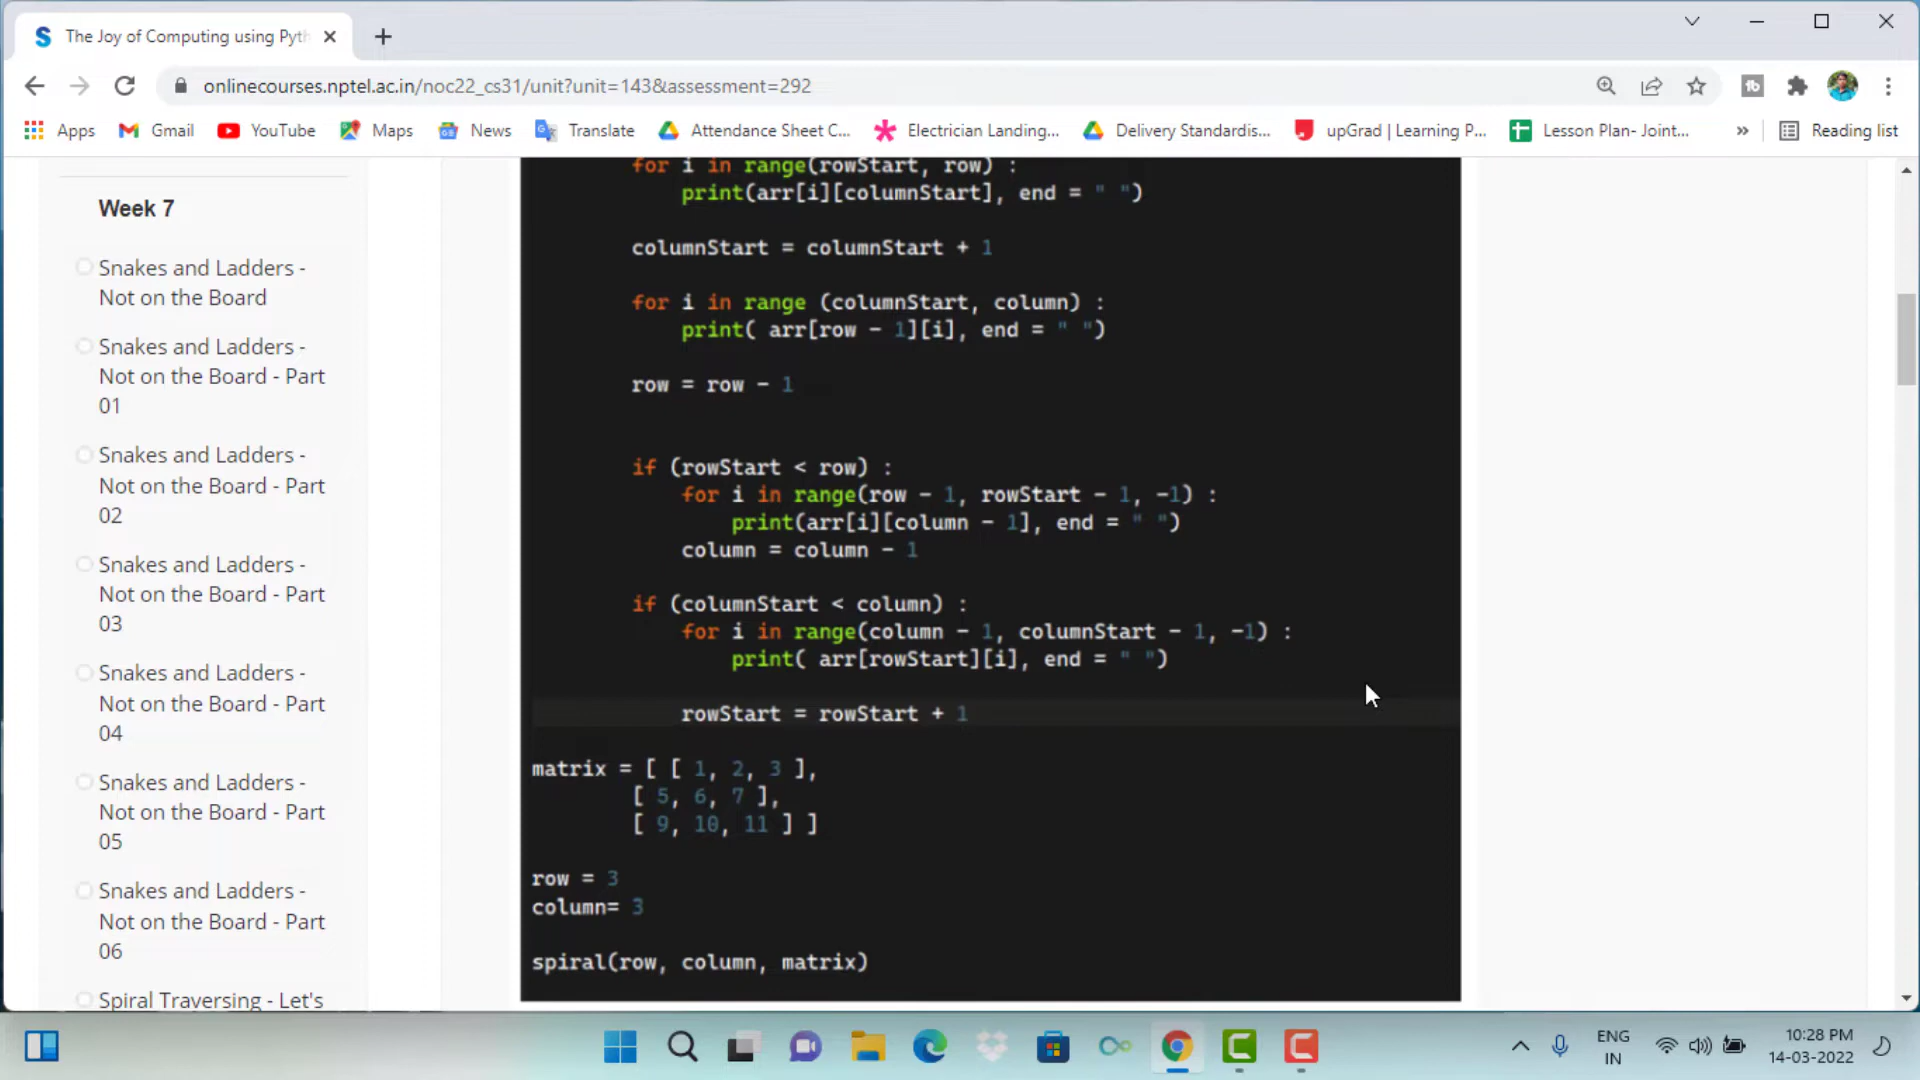 The Joy of Computing using Pyth
onlinecourses.nptel.ac.in/noc22_cs31/unit?unit=143&assessment=292
Apps Gmail YouTube Maps News Translate Attendance Sheet C... Electrician Landing... Delivery Standardis... upGrad | Learning P... Lesson Plan- Joint... » Reading list
Week 7
Snakes and Ladders -
Not on the Board
Snakes and Ladders -
Not on the Board - Part
01
Snakes and Ladders -
Not on the Board - Part
02
Snakes and Ladders -
Not on the Board - Part
03
Snakes and Ladders -
Not on the Board - Part
04
Snakes and Ladders -
Not on the Board - Part
05
Snakes and Ladders -
Not on the Board - Part
06
Spiral Traversing - Let's
for i in range(rowStart, row) :
print(arr[i][columnStart], end = " ")
columnStart = columnStart + 1
for i in range (columnStart, column) :
print( arr[row - 1][i], end = " ")
row = row - 1
if (rowStart < row) :
for i in range(row - 1, rowStart - 1, -1) :
print(arr[i][column - 1], end = " ")
column = column - 1
if (columnStart < column) :
for i in range(column - 1, columnStart - 1, -1) :
print( arr[rowStart][i], end = " ")
rowStart = rowStart + 1
matrix = [ [ 1, 2, 3 ],
[ 5, 6, 7 ],
[ 9, 10, 11 ] ]
row = 3
column= 3
spiral(row, column, matrix)
ENG
IN
10:28 PM
14-03-2022